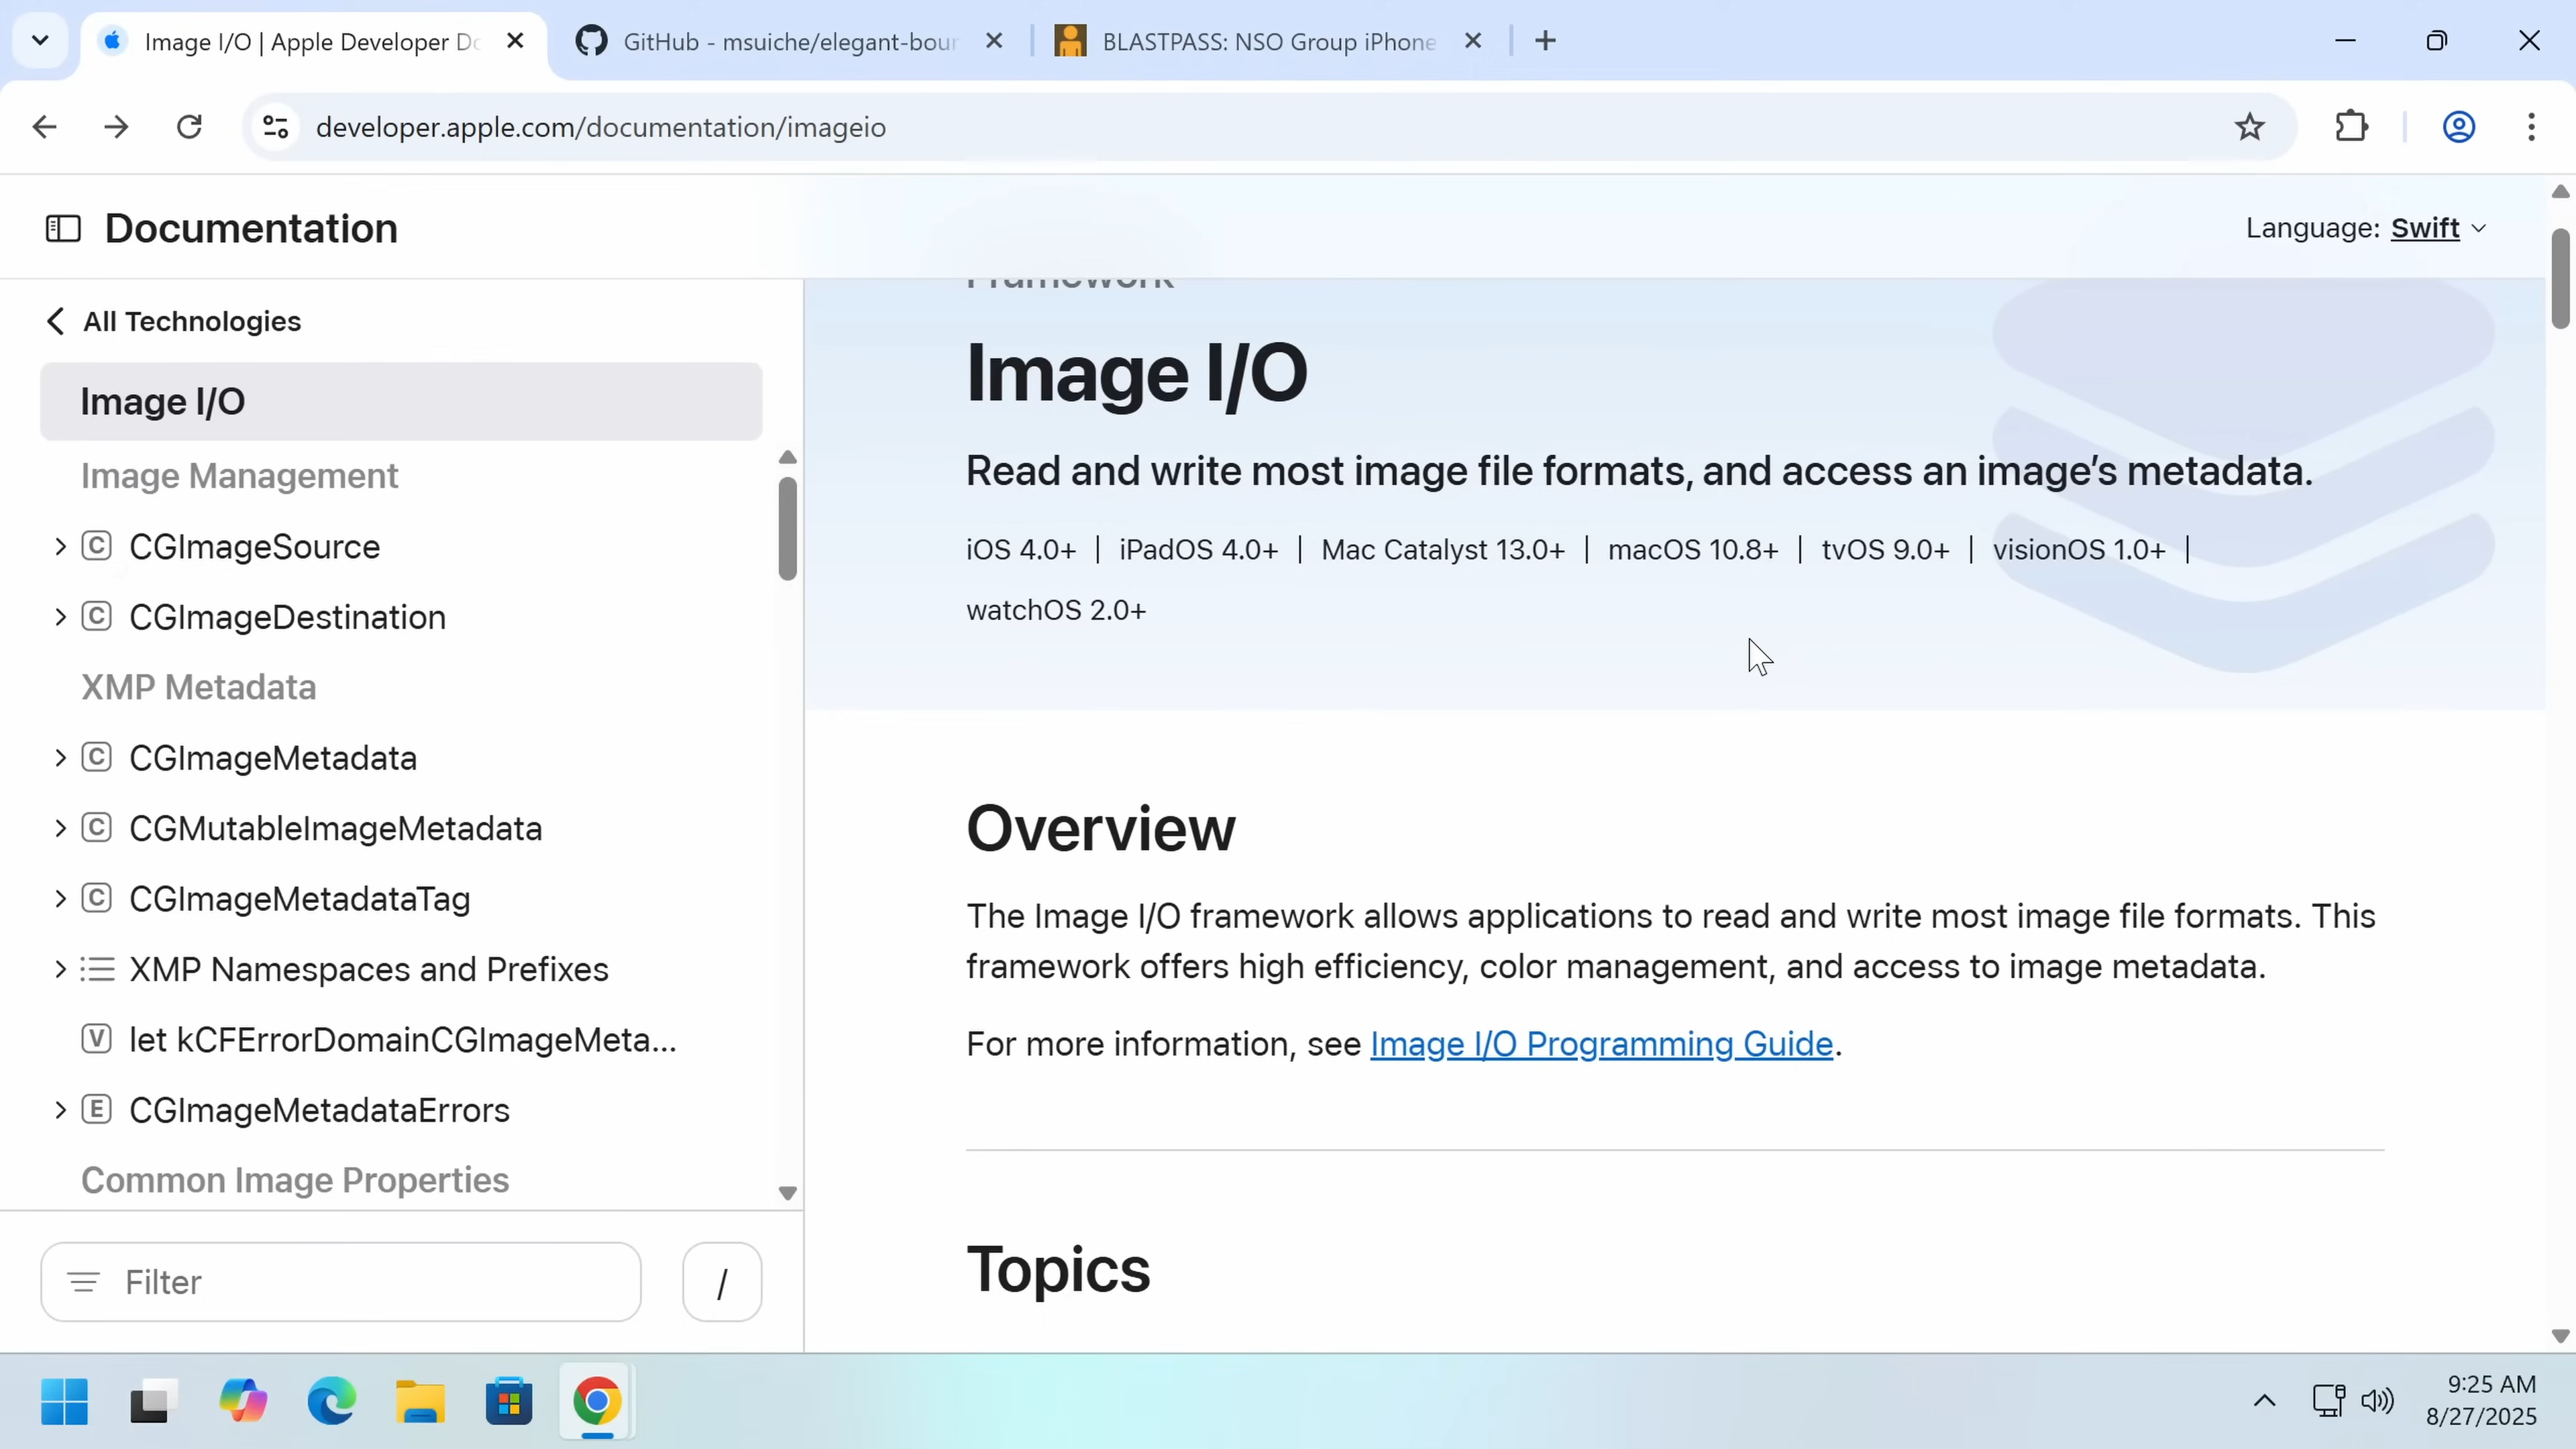 Image I/O | Apple Developer Do
GitHub - msuiche/elegant-bour
BLASTPASS: NSO Group iPhone
developer.apple.com/documentation/imageio
Documentation
Language: Swift
All Technologies
Image I/O
Image Management
C CGImageSource
C CGImageDestination
XMP Metadata
C CGImageMetadata
C CGMutableImageMetadata
C CGImageMetadataTag
XMP Namespaces and Prefixes
V let kCFErrorDomainCGImageMeta...
E CGImageMetadataErrors
Common Image Properties
Filter
/
Framework
Image I/O
Read and write most image file formats, and access an image’s metadata.
iOS 4.0+ | iPadOS 4.0+ | Mac Catalyst 13.0+ | macOS 10.8+ | tvOS 9.0+ | visionOS 1.0+ |
watchOS 2.0+
Overview
The Image I/O framework allows applications to read and write most image file formats. This
framework offers high efficiency, color management, and access to image metadata.
For more information, see Image I/O Programming Guide.
Topics
9:25 AM
8/27/2025